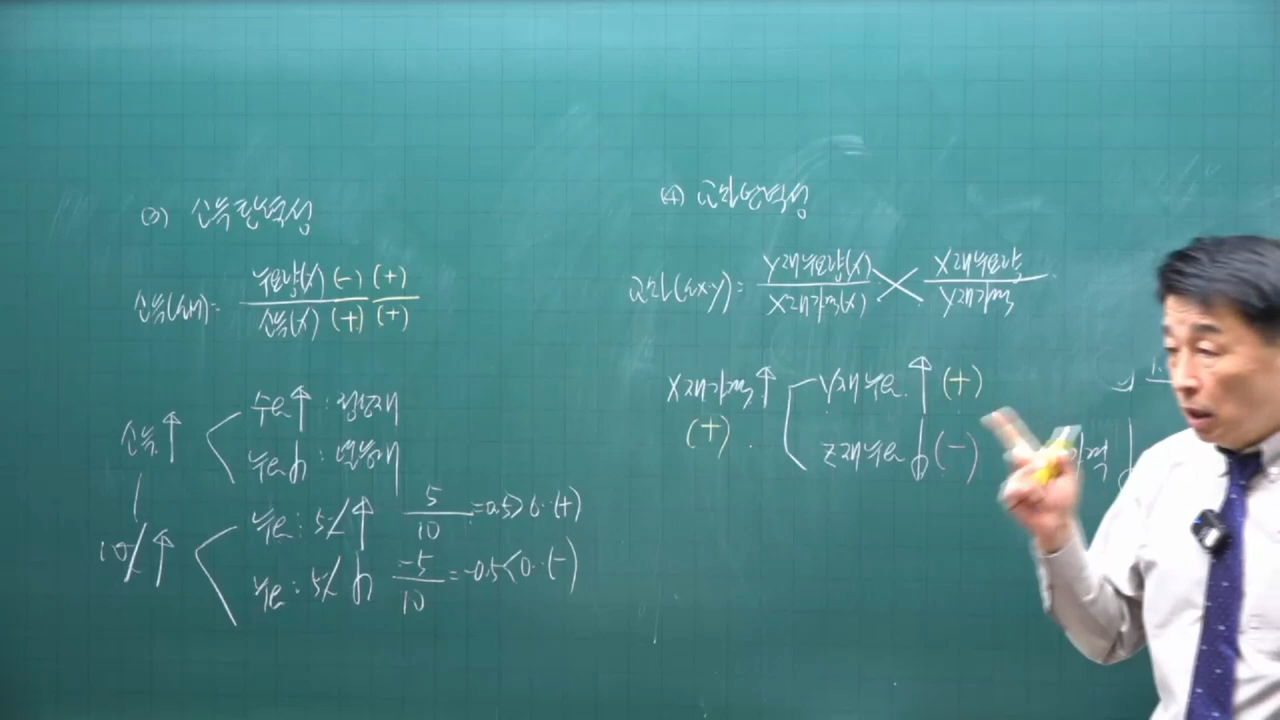 (3) 소득탄력성
소득(소비) = 수요량(x) (-) (+)
소득(x) (+) (+)
소득↑ 수요↑ : 정상재
수요↓ : 열등재
10%↑ 수요 : 5%↑ 5/10 = 0.5 > 0 … (+)
수요 : 5%↓ -5/10 = -0.5 < 0 … (-)
(4) 교차탄력성
= Y재수요량(x) X재수요량
X재가격(x) Y재가격
X재가격↑ Y재수요↑ (+)
(+) Z재수요↓ (-)